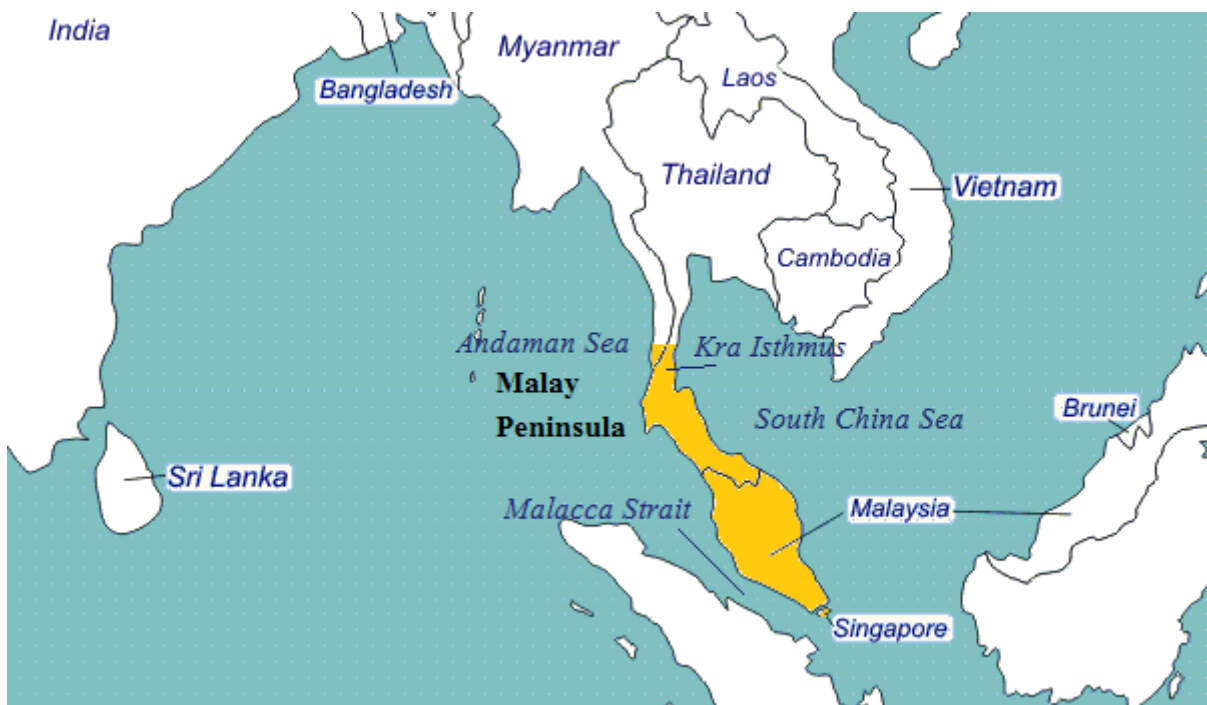 India
Myanmar
Bangladesh
Laos
Thailand
Vietnam
Cambodia
Andaman Sea
Kra Isthmus
Malay
Peninsula
South China Sea
Brunei
Sri Lanka
Malacca Strait
Malaysia
Singapore